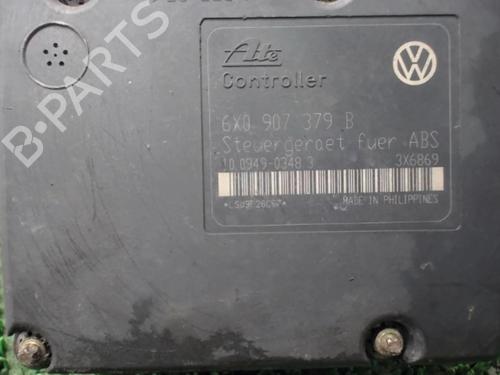 B-PARTS
Ate
Controller
6X0 907 379 B
Steuergeraet fuer ABS
10.0949-0348.3 3X6869
MADE IN PHILIPPINES